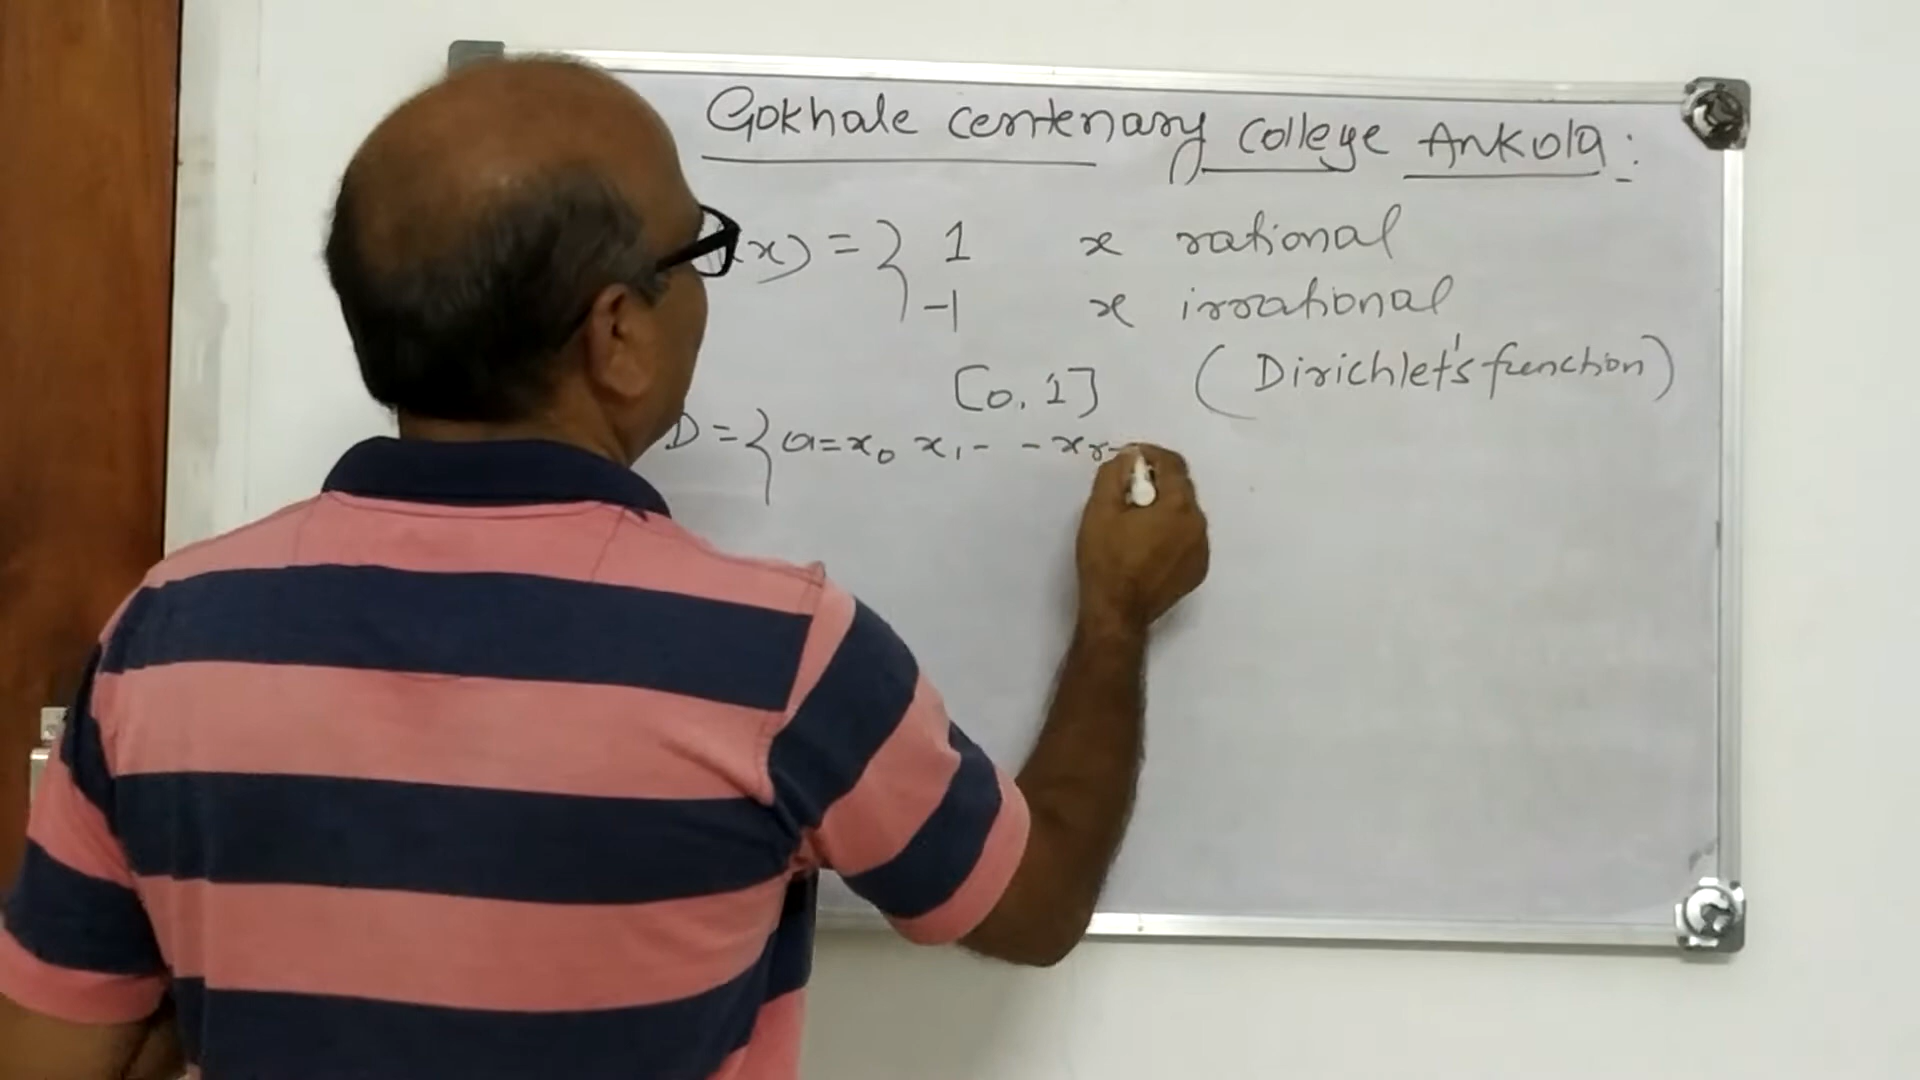 Gokhale centenary college Ankola:
(x) = { 1 x rational
-1 x irrational
[0, 1] (Dirichlet's function)
D = { a = x0 x1 - - xr-